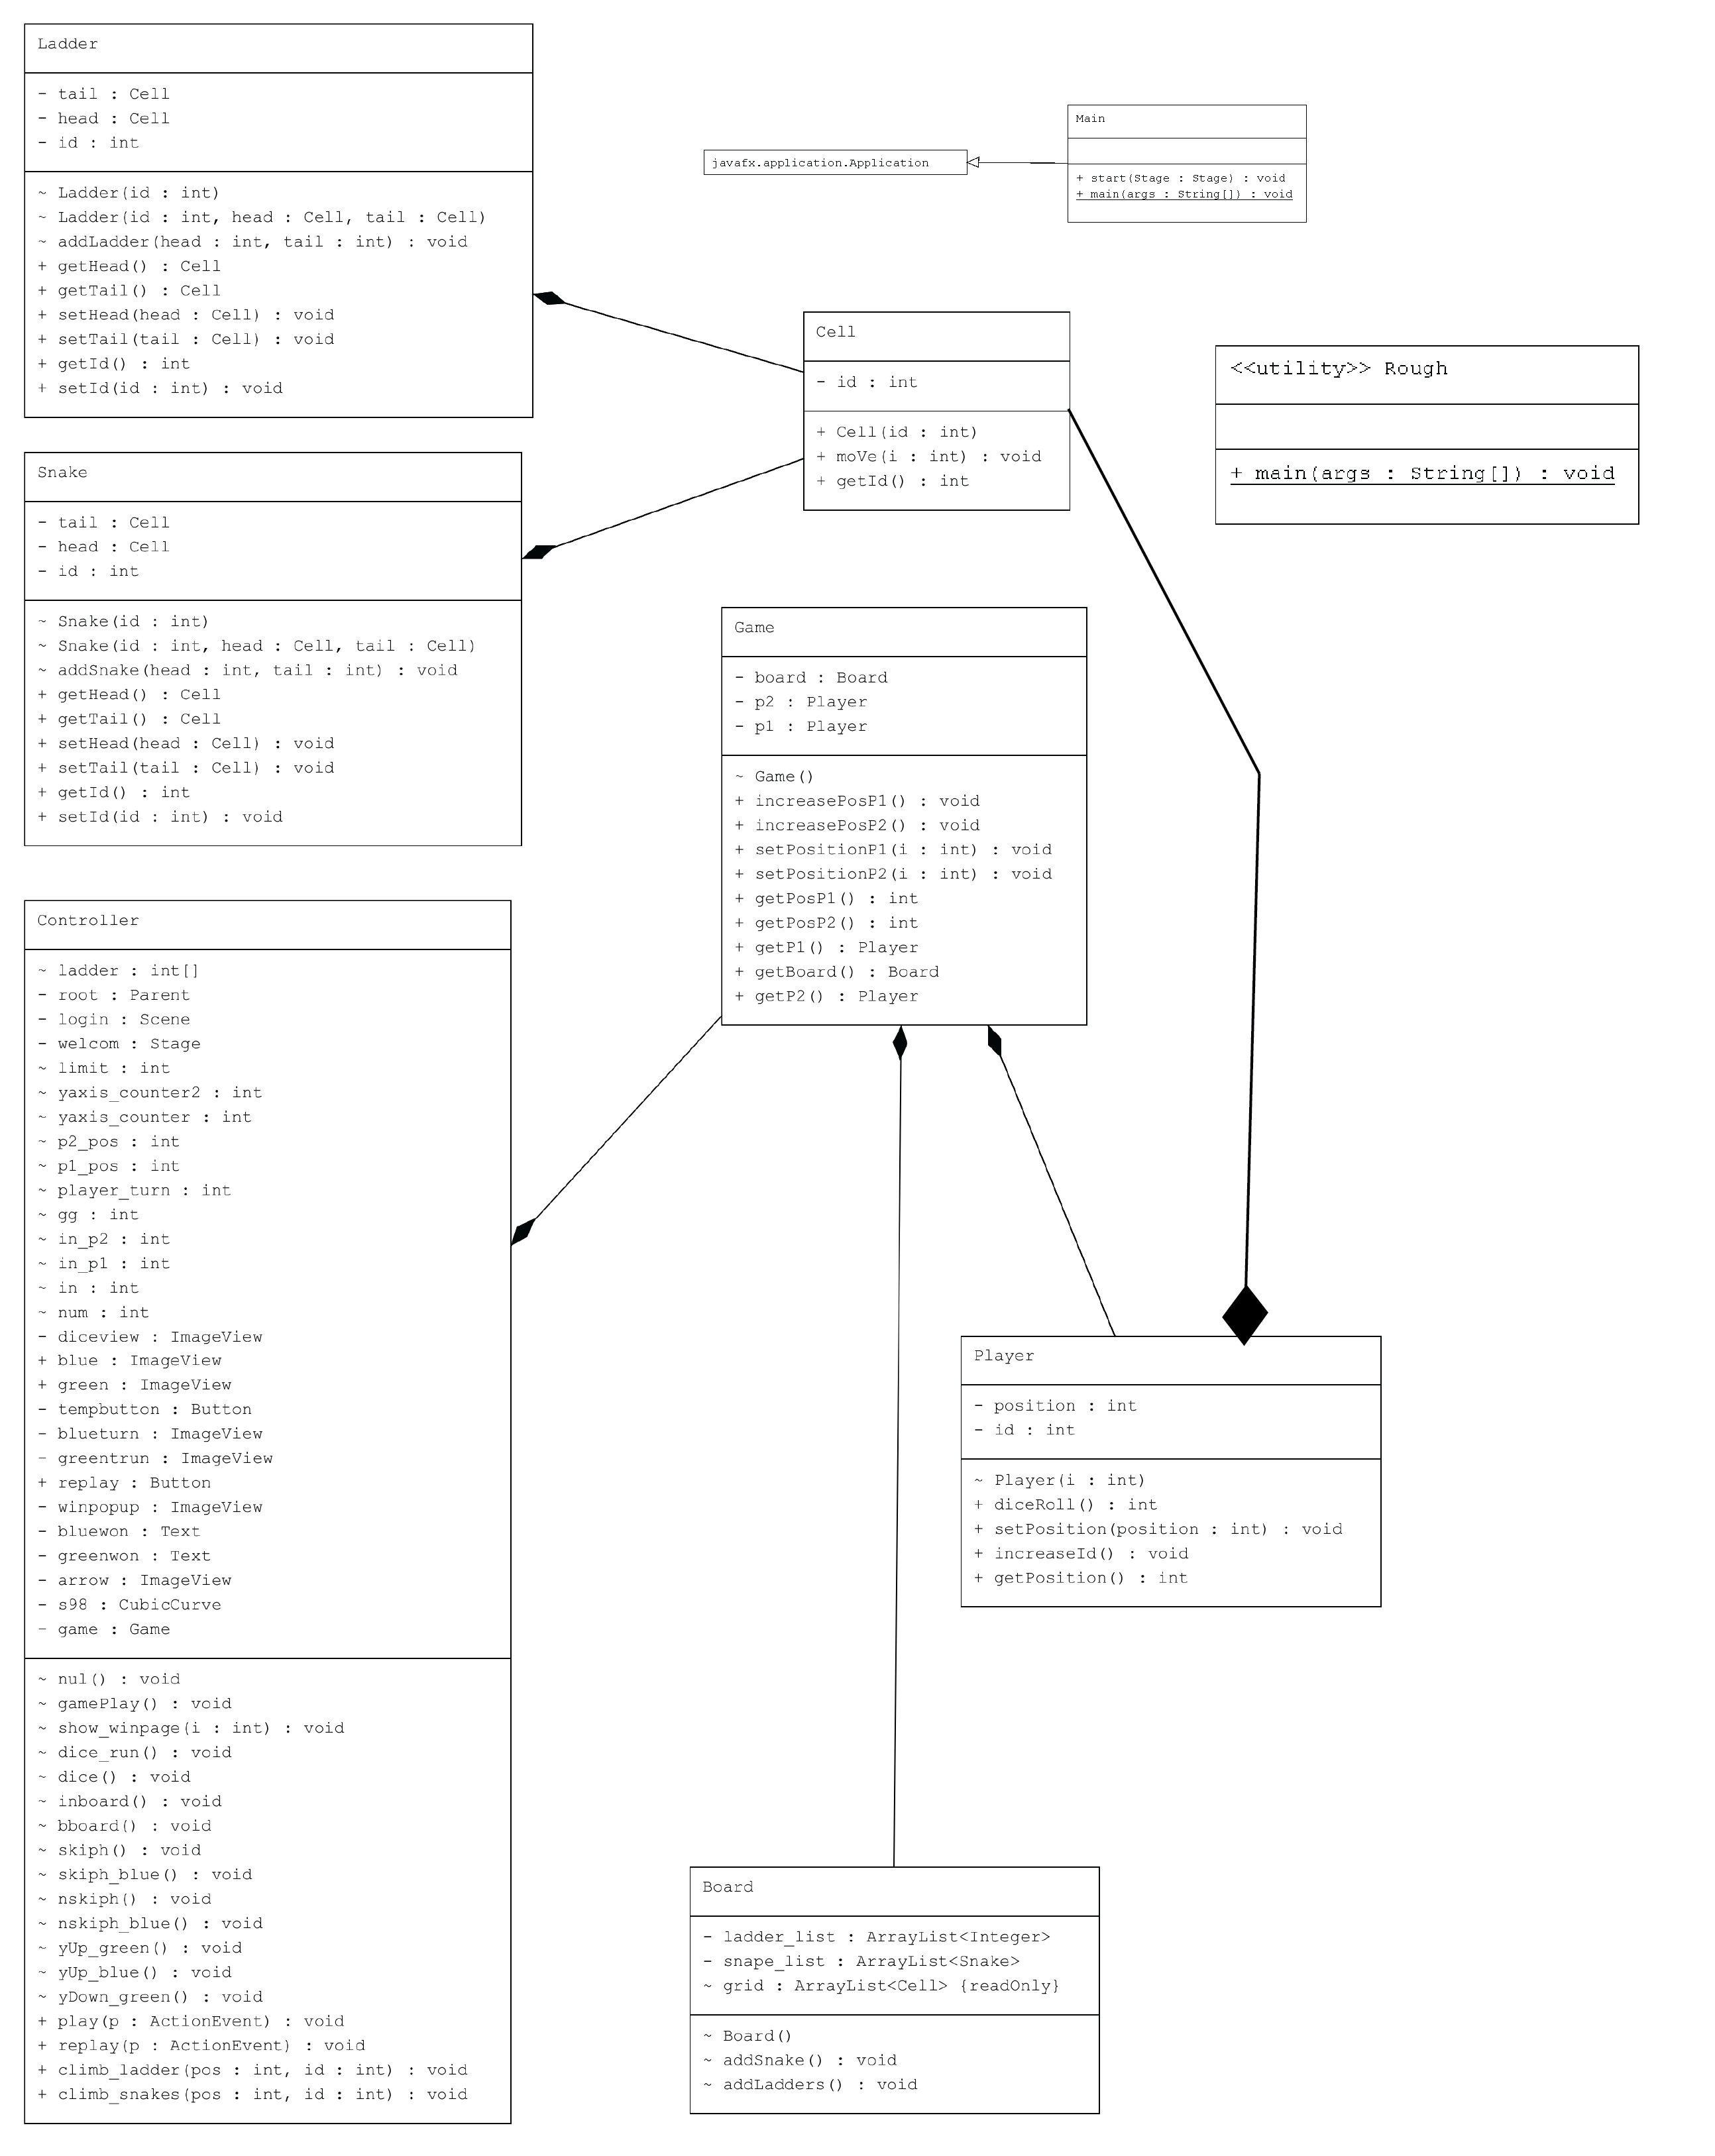 Ladder
- tail : Cell
- head : Cell
- id : int
~ Ladder(id : int)
~ Ladder(id : int, head : Cell, tail : Cell)
~ addLadder(head : int, tail : int) : void
+ getHead() : Cell
+ getTail() : Cell
+ setHead(head : Cell) : void
+ setTail(tail : Cell) : void
+ getId() : int
+ setId(id : int) : void
javafx.application.Application
Main
+ start(Stage : Stage) : void
+ main(args : String[]) : void
Cell
- id : int
+ Cell(id : int)
+ moVe(i : int) : void
+ getId() : int
<<utility>> Rough
+ main(args : String[]) : void
Snake
- tail : Cell
- head : Cell
- id : int
~ Snake(id : int)
~ Snake(id : int, head : Cell, tail : Cell)
~ addSnake(head : int, tail : int) : void
+ getHead() : Cell
+ getTail() : Cell
+ setHead(head : Cell) : void
+ setTail(tail : Cell) : void
+ getId() : int
+ setId(id : int) : void
Game
- board : Board
- p2 : Player
- p1 : Player
~ Game()
+ increasePosP1() : void
+ increasePosP2() : void
+ setPositionP1(i : int) : void
+ setPositionP2(i : int) : void
+ getPosP1() : int
+ getPosP2() : int
+ getP1() : Player
+ getBoard() : Board
+ getP2() : Player
Controller
~ ladder : int[]
- root : Parent
- login : Scene
- welcom : Stage
~ limit : int
~ yaxis_counter2 : int
~ yaxis_counter : int
~ p2_pos : int
~ p1_pos : int
~ player_turn : int
~ gg : int
~ in_p2 : int
~ in_p1 : int
~ in : int
~ num : int
- diceview : ImageView
+ blue : ImageView
+ green : ImageView
- tempbutton : Button
- blueturn : ImageView
- greentrun : ImageView
+ replay : Button
- winpopup : ImageView
- bluewon : Text
- greenwon : Text
- arrow : ImageView
- s98 : CubicCurve
- game : Game
~ nul() : void
~ gamePlay() : void
~ show_winpage(i : int) : void
~ dice_run() : void
~ dice() : void
~ inboard() : void
~ bboard() : void
~ skiph() : void
~ skiph_blue() : void
~ nskiph() : void
~ nskiph_blue() : void
~ yUp_green() : void
~ yUp_blue() : void
~ yDown_green() : void
+ play(p : ActionEvent) : void
+ replay(p : ActionEvent) : void
+ climb_ladder(pos : int, id : int) : void
+ climb_snakes(pos : int, id : int) : void
Player
- position : int
- id : int
~ Player(i : int)
+ diceRoll() : int
+ setPosition(position : int) : void
+ increaseId() : void
+ getPosition() : int
Board
- ladder_list : ArrayList<Integer>
- snape_list : ArrayList<Snake>
~ grid : ArrayList<Cell> {readOnly}
~ Board()
~ addSnake() : void
~ addLadders() : void